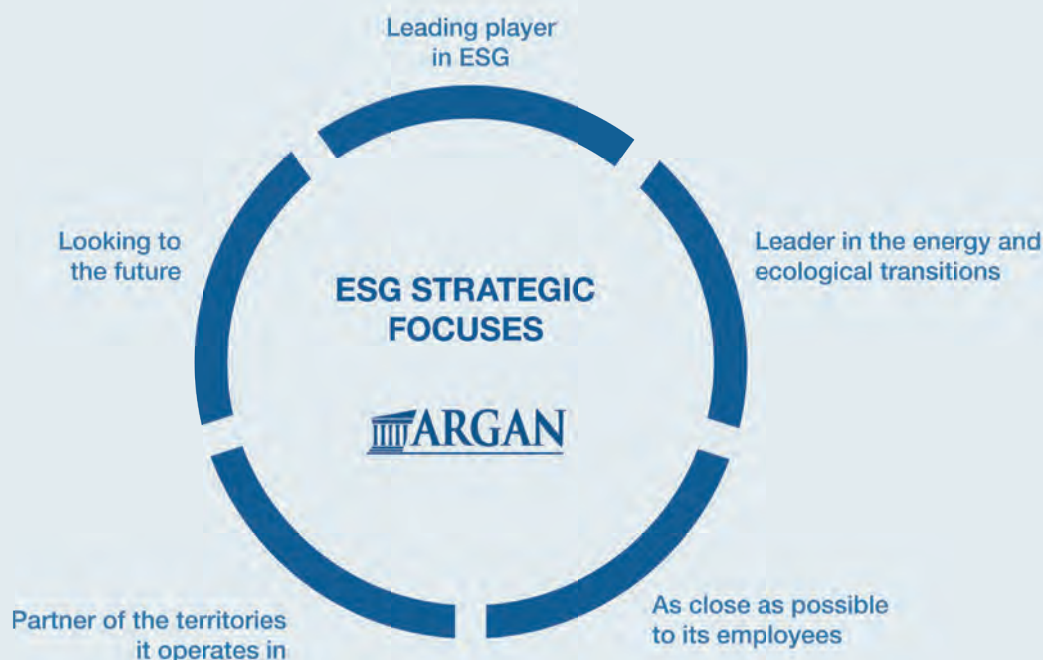 Leading player
in ESG
Looking to
the future
Leader in the energy and
ecological transitions
ESG STRATEGIC
FOCUSES
ARGAN
Partner of the territories
it operates in
As close as possible
to its employees